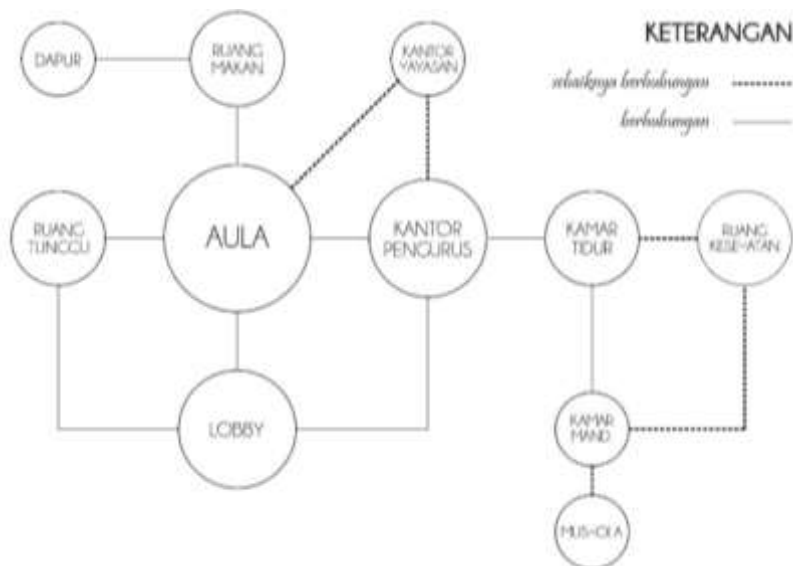 DAPUR
RUANG
MAKAN
KANTOR
YAYASAN
KETERANGAN
sebaiknya berhubungan
berhubungan
RUANG
TUNGGU
AULA
KANTOR
PENGURUS
KAMAR
TIDUR
RUANG
KESEHATAN
LOBBY
KAMAR
MANDI
MUSHOLA